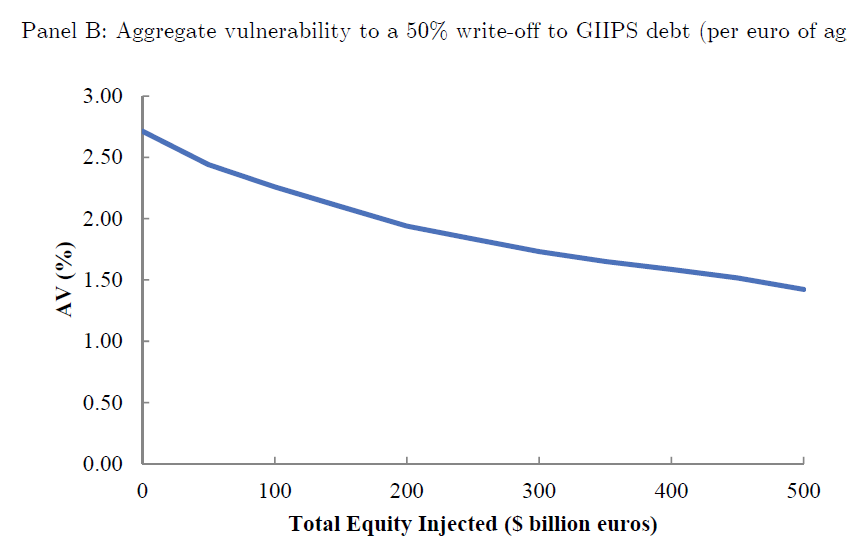 Panel B: Aggregate vulnerability to a 50% write-off to GIIPS debt (per euro of ag
3.00
2.50
2.00
1.50
1.00
0.50
0.00
AV (%)
0 100 200 300 400 500
Total Equity Injected ($ billion euros)